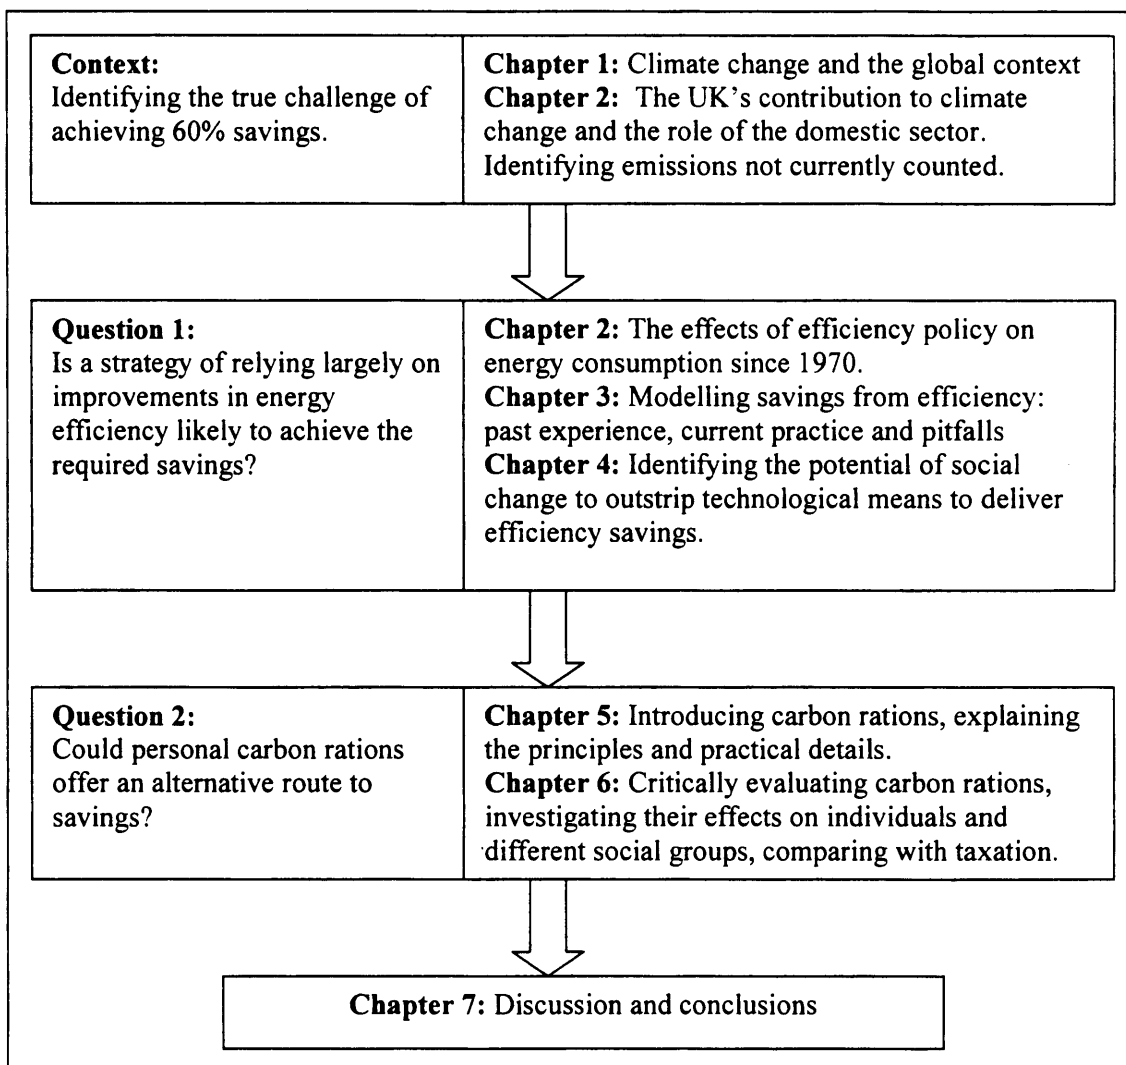 Context:
Identifying the true challenge of
achieving 60% savings.
Chapter 1: Climate change and the global context
Chapter 2: The UK's contribution to climate
change and the role of the domestic sector.
Identifying emissions not currently counted.
Question 1:
Is a strategy of relying largely on
improvements in energy
efficiency likely to achieve the
required savings?
Chapter 2: The effects of efficiency policy on
energy consumption since 1970.
Chapter 3: Modelling savings from efficiency:
past experience, current practice and pitfalls
Chapter 4: Identifying the potential of social
change to outstrip technological means to deliver
efficiency savings.
Question 2:
Could personal carbon rations
offer an alternative route to
savings?
Chapter 5: Introducing carbon rations, explaining
the principles and practical details.
Chapter 6: Critically evaluating carbon rations,
investigating their effects on individuals and
different social groups, comparing with taxation.
Chapter 7: Discussion and conclusions